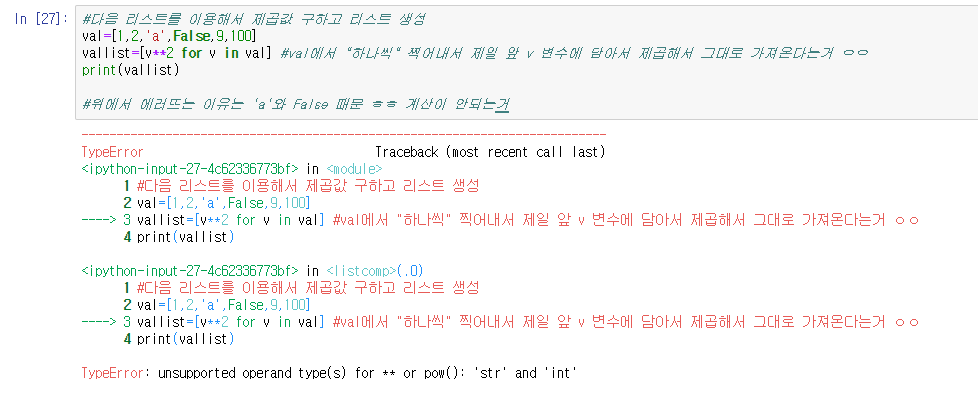 In [27]: #다음 리스트를 이용해서 제곱값 구하고 리스트 생성
val=[1,2,'a',False,9,100]
vallist=[v**2 for v in val] #val에서 "하나씩" 찍어내서 제일 앞 v 변수에 담아서 제곱해서 그대로 가져온다는거 ㅇㅇ
print(vallist)
#위에서 에러뜨는 이유는 'a'와 False 때문 ㅎㅎ 계산이 안되는거
---------------------------------------------------------------------------
TypeError Traceback (most recent call last)
<ipython-input-27-4c62336773bf> in <module>
1 #다음 리스트를 이용해서 제곱값 구하고 리스트 생성
2 val=[1,2,'a',False,9,100]
----> 3 vallist=[v**2 for v in val] #val에서 "하나씩" 찍어내서 제일 앞 v 변수에 담아서 제곱해서 그대로 가져온다는거 ㅇㅇ
4 print(vallist)
<ipython-input-27-4c62336773bf> in <listcomp>(.0)
1 #다음 리스트를 이용해서 제곱값 구하고 리스트 생성
2 val=[1,2,'a',False,9,100]
----> 3 vallist=[v**2 for v in val] #val에서 "하나씩" 찍어내서 제일 앞 v 변수에 담아서 제곱해서 그대로 가져온다는거 ㅇㅇ
4 print(vallist)
TypeError: unsupported operand type(s) for ** or pow(): 'str' and 'int'